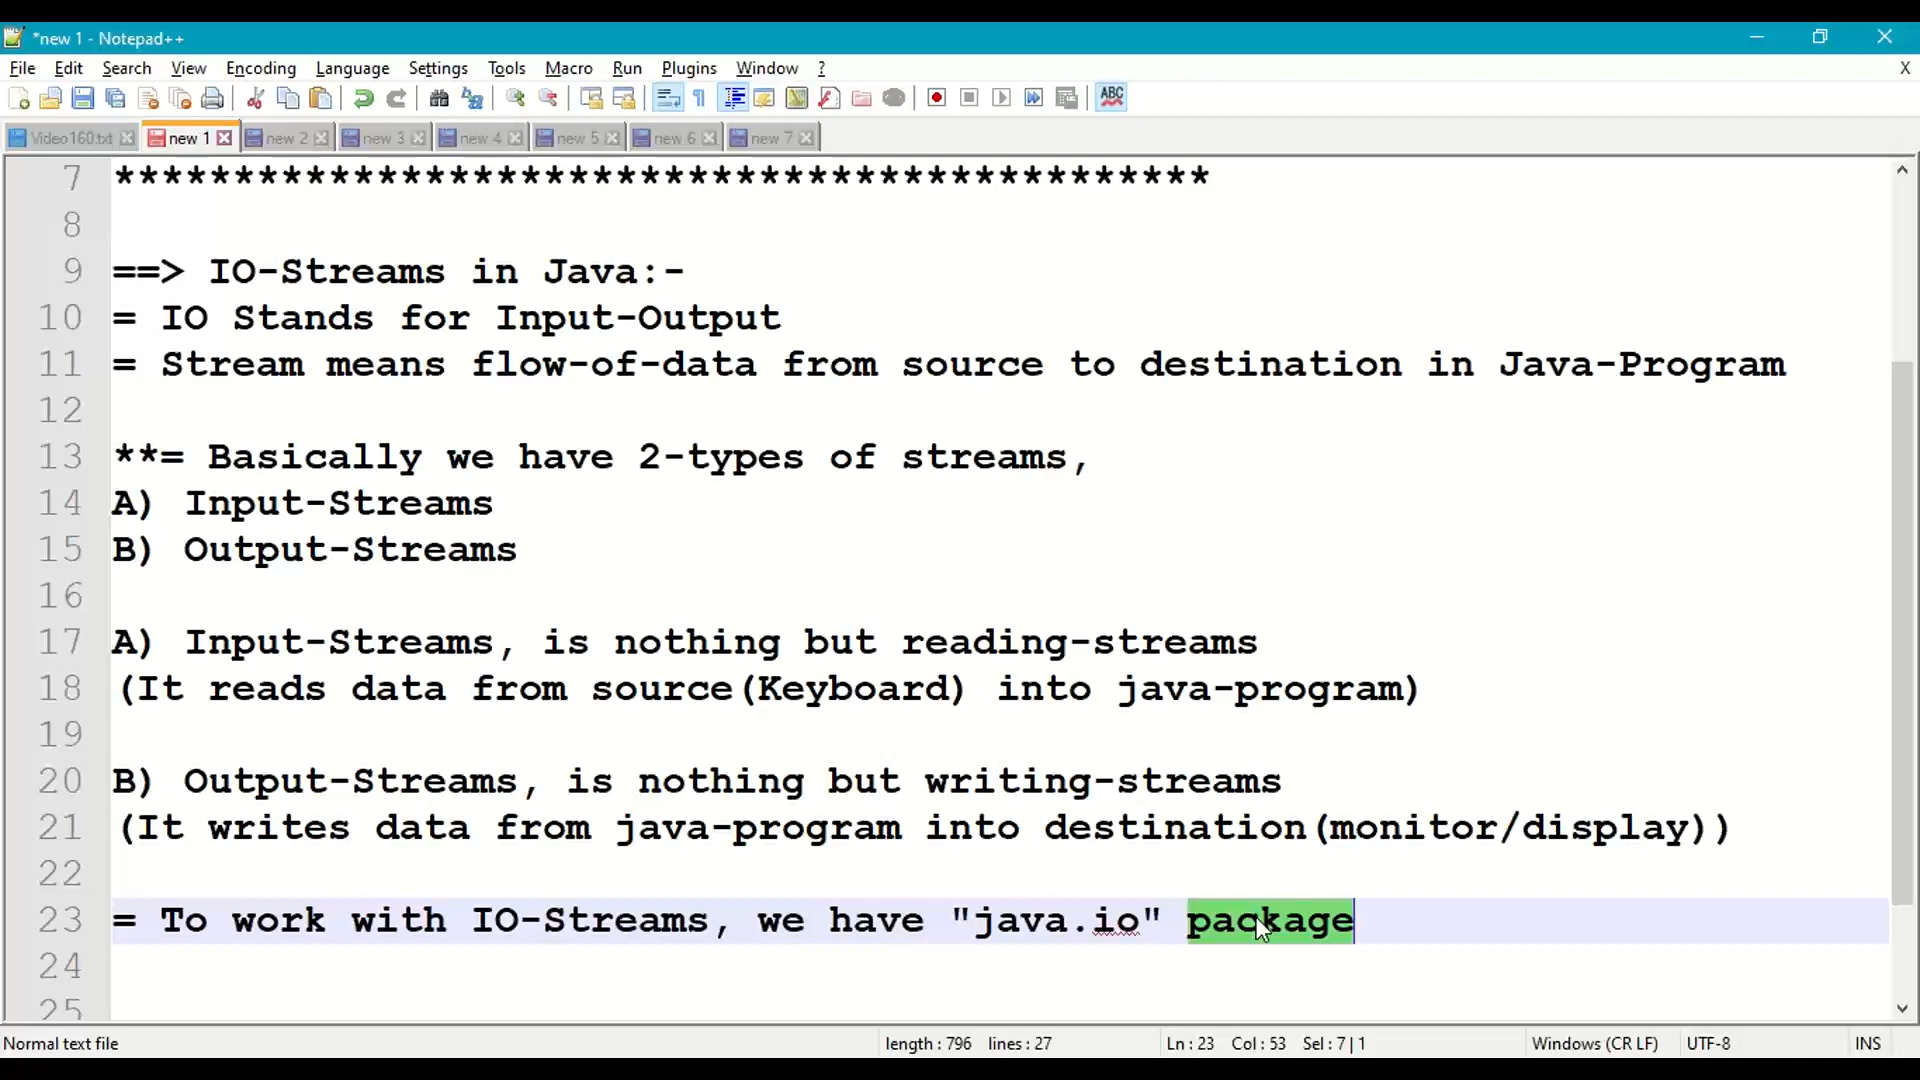 *new 1 - Notepad++
File Edit Search View Encoding Language Settings Tools Macro Run Plugins Window ? X
ABC
Video160.txt new 1 new 2 new 3 new 4 new 5 new 6 new 7
7 **********************************************
8
9 ==> IO-Streams in Java:-
10 = IO Stands for Input-Output
11 = Stream means flow-of-data from source to destination in Java-Program
12
13 **= Basically we have 2-types of streams,
14 A) Input-Streams
15 B) Output-Streams
16
17 A) Input-Streams, is nothing but reading-streams
18 (It reads data from source(Keyboard) into java-program)
19
20 B) Output-Streams, is nothing but writing-streams
21 (It writes data from java-program into destination(monitor/display))
22
23 = To work with IO-Streams, we have "java.io" package
24
25
Normal text file length : 796 lines : 27 Ln : 23 Col : 53 Sel : 7 | 1 Windows (CR LF) UTF-8 INS